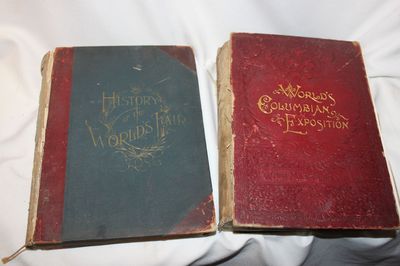 HISTORY
OF THE
WORLD'S FAIR
WORLD'S
COLUMBIAN
EXPOSITION